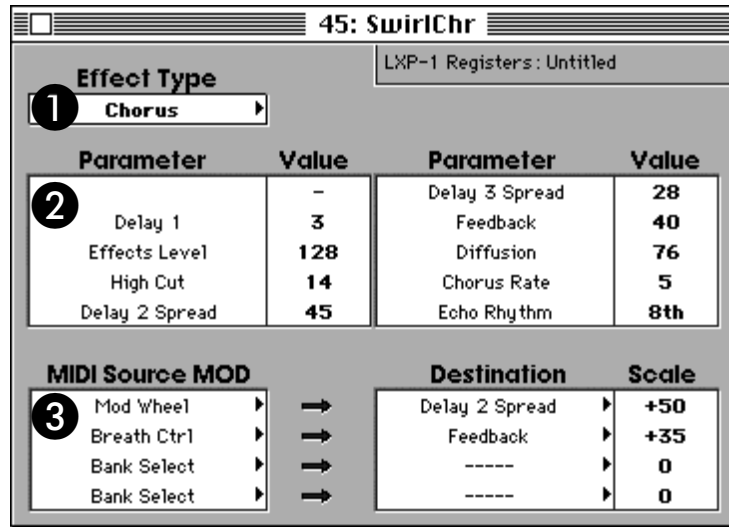 45: SwirlChr
LXP-1 Registers: Untitled
Effect Type
1 Chorus
Parameter Value Parameter Value
2
- Delay 3 Spread 28
Delay 1 3 Feedback 40
Effects Level 128 Diffusion 76
High Cut 14 Chorus Rate 5
Delay 2 Spread 45 Echo Rhythm 8th
MIDI Source MOD Destination Scale
3
Mod Wheel Delay 2 Spread +50
Breath Ctrl Feedback +35
Bank Select ----- 0
Bank Select ----- 0